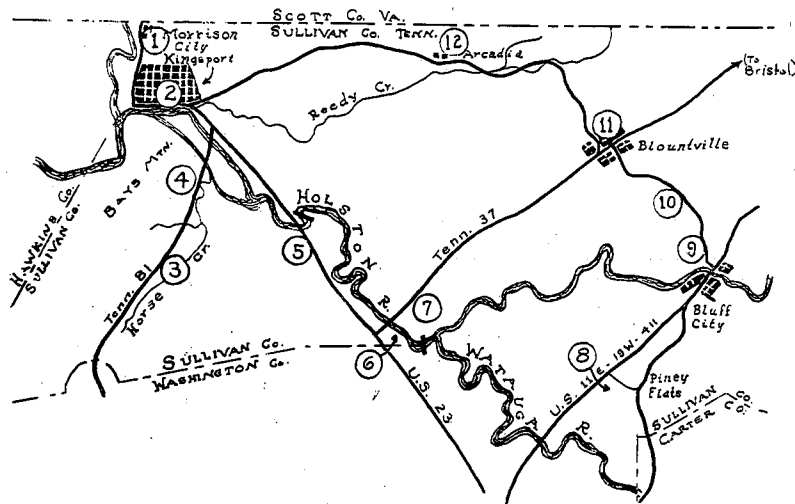 SCOTT CO. VA.
SULLIVAN CO. TENN.
1
Morrison
City
Kingsport
2
12
Arcadia
(To
Bristol)
Reedy Cr.
11
Blountville
BAYS MTN.
4
HAWKINS CO.
SULLIVAN CO.
HOLSTON R.
5
Tenn. 37
10
9
Bluff
City
3
Tenn. 81
Horse Cr.
7
6
SULLIVAN CO.
WASHINGTON CO.
U.S. 23
WATAUGA R.
8
U.S. 11/E-19W-411
Piney
Flats
SULLIVAN CO.
CARTER CO.